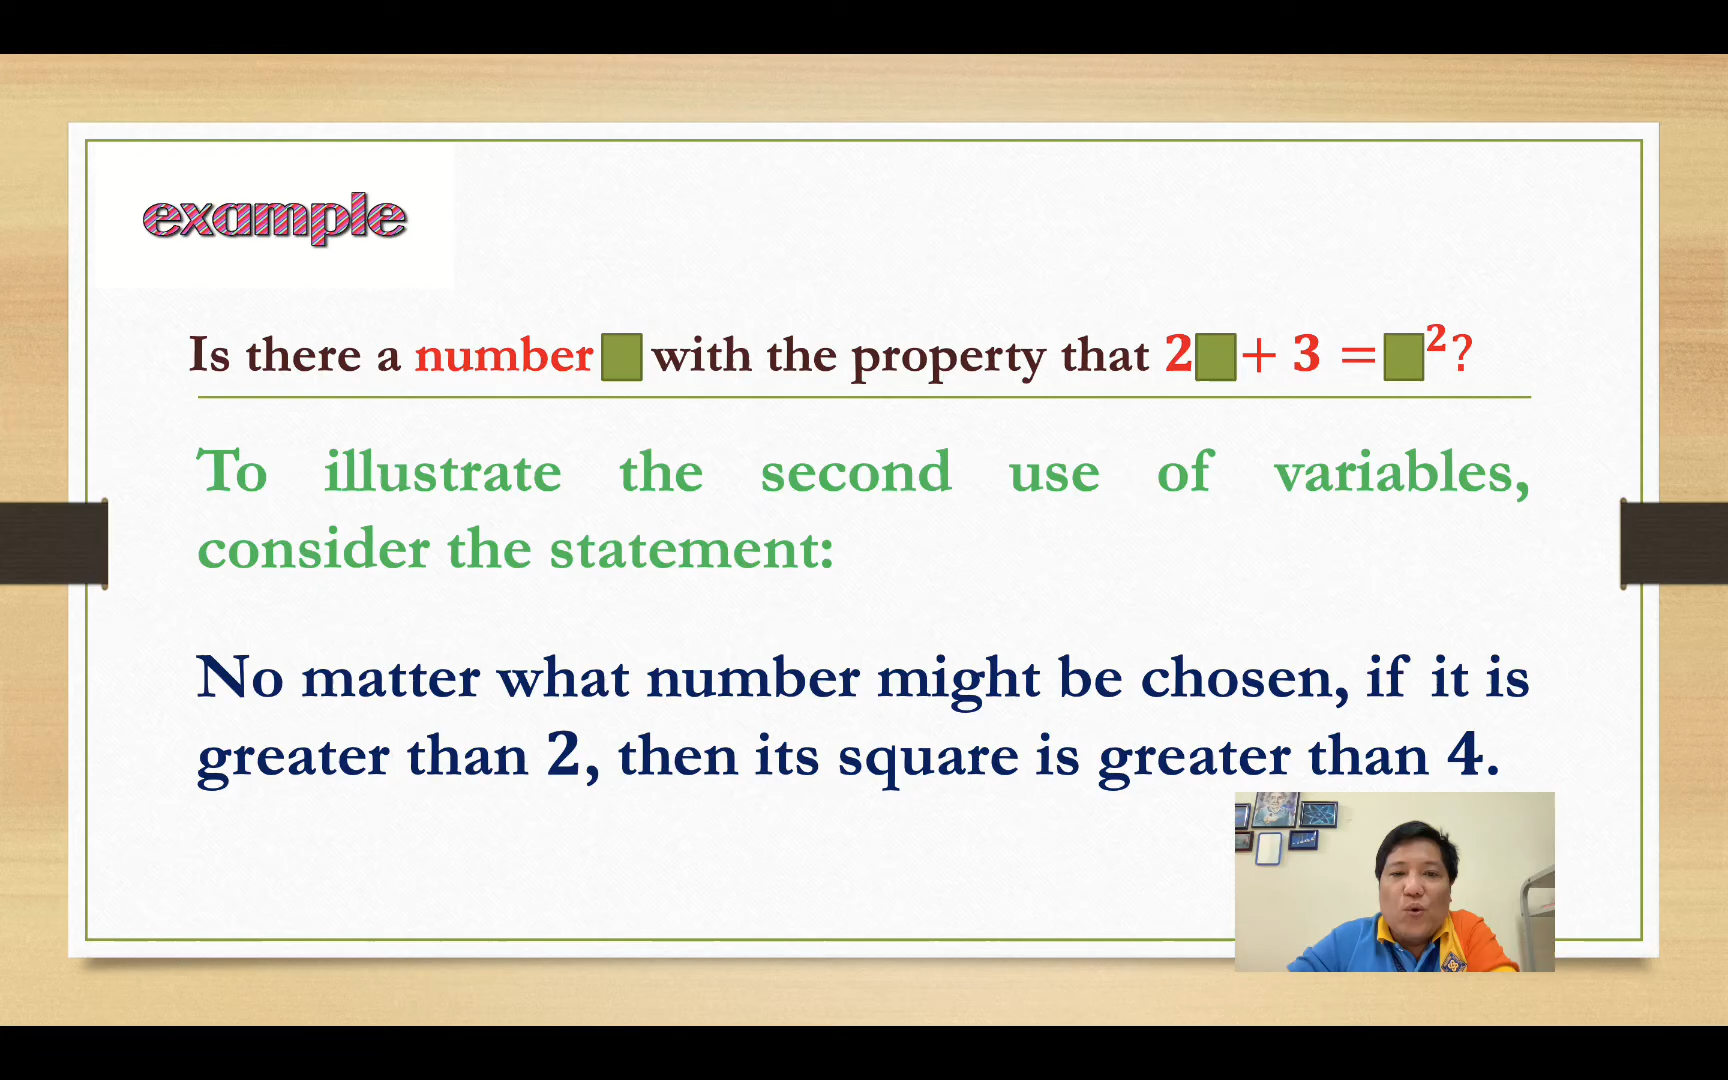 example
Is there a number □ with the property that 2□ + 3 = □²?
To illustrate the second use of variables,
consider the statement:
No matter what number might be chosen, if it is
greater than 2, then its square is greater than 4.